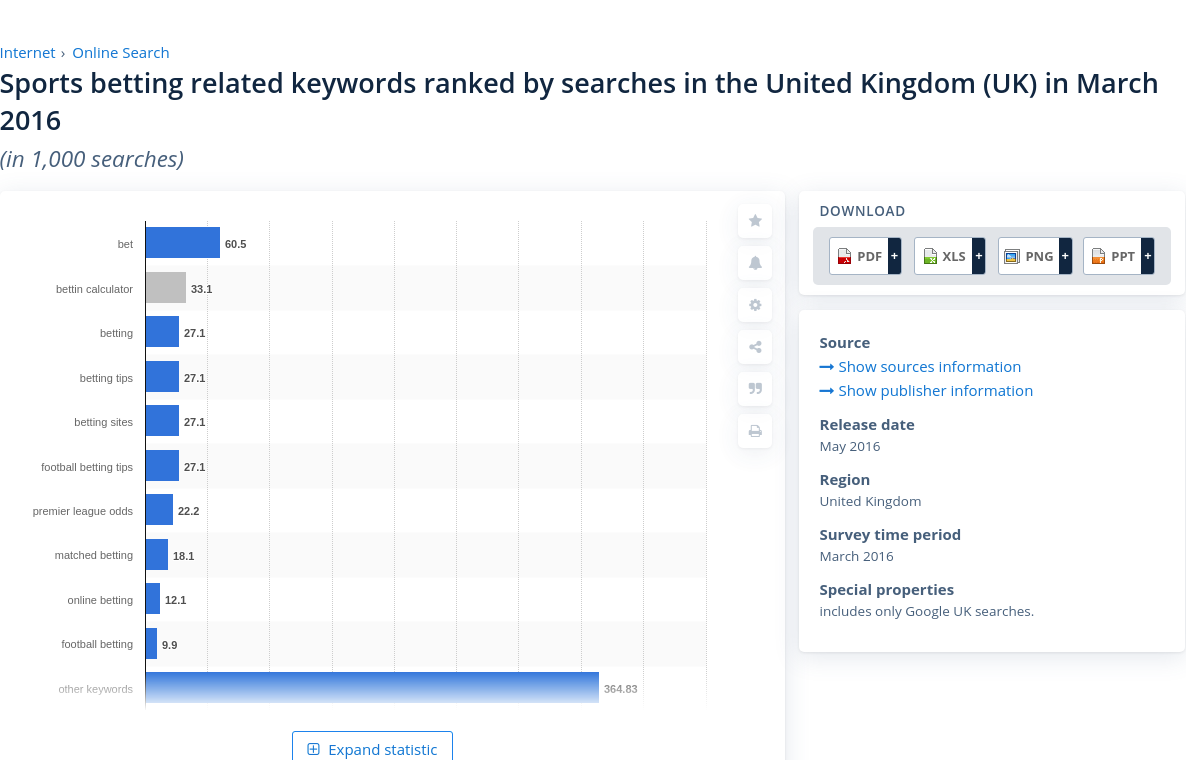 Internet › Online Search
Sports betting related keywords ranked by searches in the United Kingdom (UK) in March
2016
(in 1,000 searches)
bet 60.5
bettin calculator 33.1
betting 27.1
betting tips 27.1
betting sites 27.1
football betting tips 27.1
premier league odds 22.2
matched betting 18.1
online betting 12.1
football betting 9.9
other keywords 364.83
Expand statistic
DOWNLOAD
PDF + XLS + PNG + PPT +
Source
Show sources information
Show publisher information
Release date
May 2016
Region
United Kingdom
Survey time period
March 2016
Special properties
includes only Google UK searches.